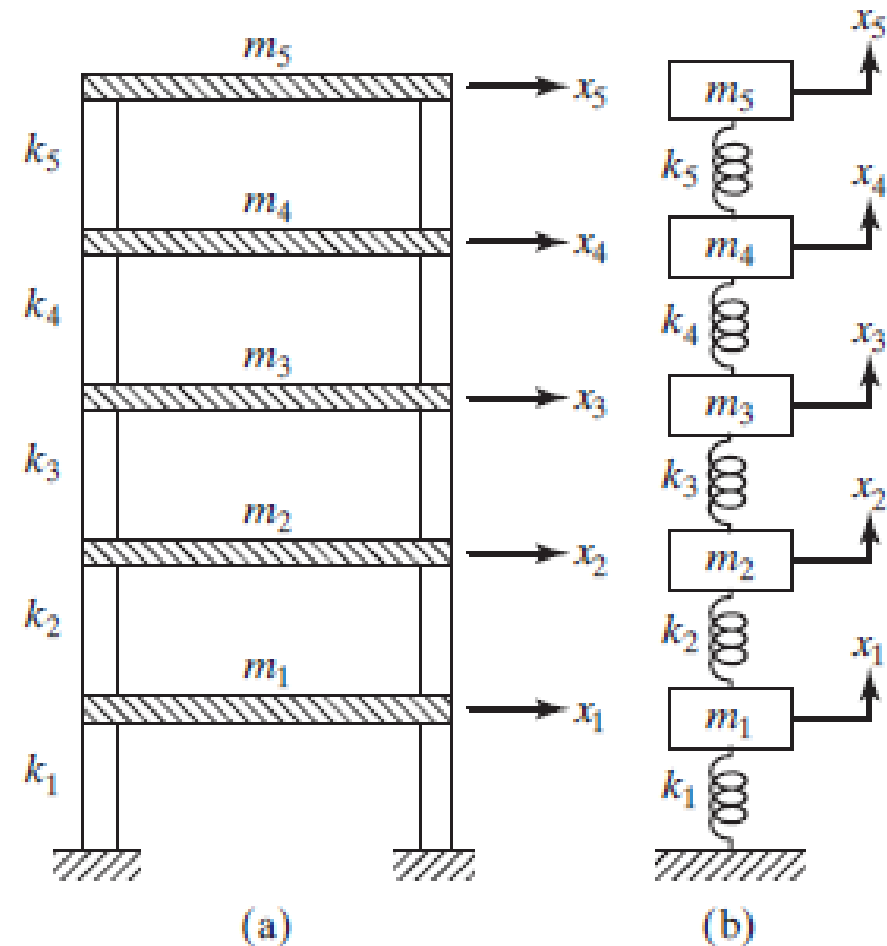 m₅
x₅
k₅
m₄
x₄
k₄
m₃
x₃
k₃
m₂
x₂
k₂
m₁
x₁
k₁
(a)
x₅
m₅
k₅
x₄
m₄
k₄
x₃
m₃
k₃
x₂
m₂
k₂
x₁
m₁
k₁
(b)